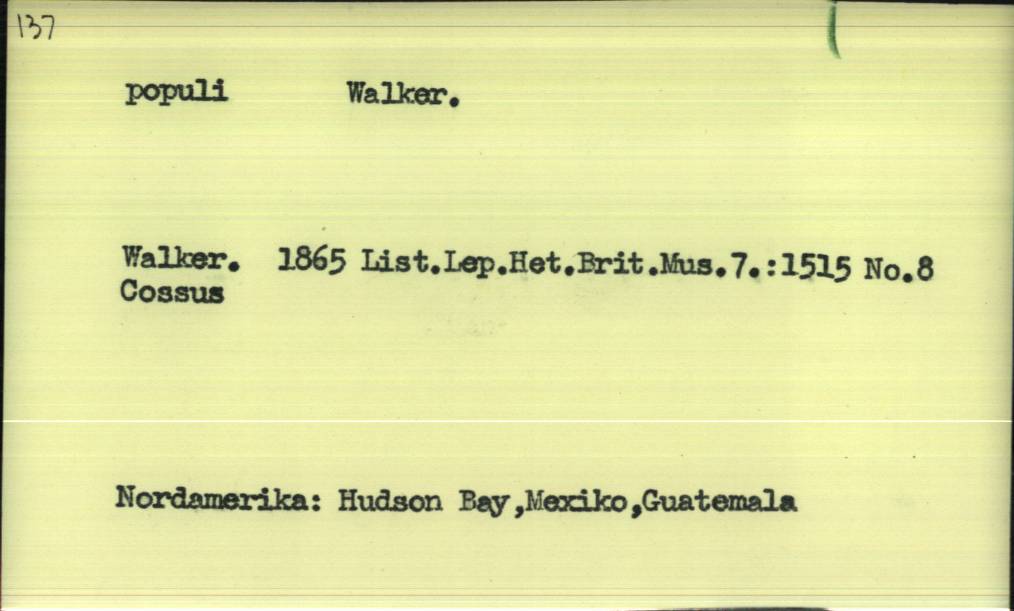 137
populi Walker.
Walker. 1865 List.Lep.Het.Brit.Mus.7.:1515 No.8
Cossus
Nordamerika: Hudson Bay,Mexiko,Guatemala